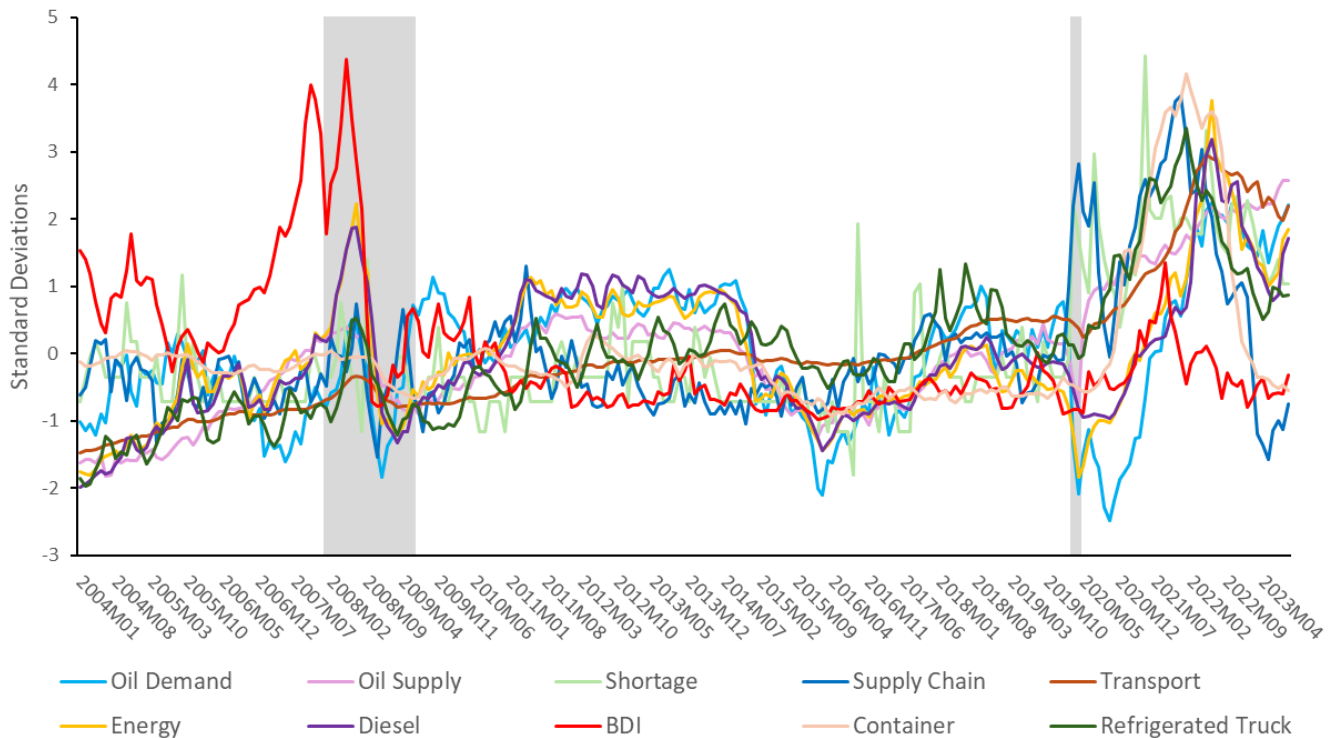 5
4
3
2
1
0
-1
-2
-3
Standard Deviations
2004M01
2004M08
2005M03
2005M10
2006M05
2006M12
2007M07
2008M02
2008M09
2009M04
2009M11
2010M06
2011M01
2011M08
2012M03
2012M10
2013M05
2013M12
2014M07
2015M02
2015M09
2016M04
2016M11
2017M06
2018M01
2018M08
2019M03
2019M10
2020M05
2020M12
2021M07
2022M02
2022M09
2023M04
Oil Demand Oil Supply Shortage Supply Chain Transport
Energy Diesel BDI Container Refrigerated Truck